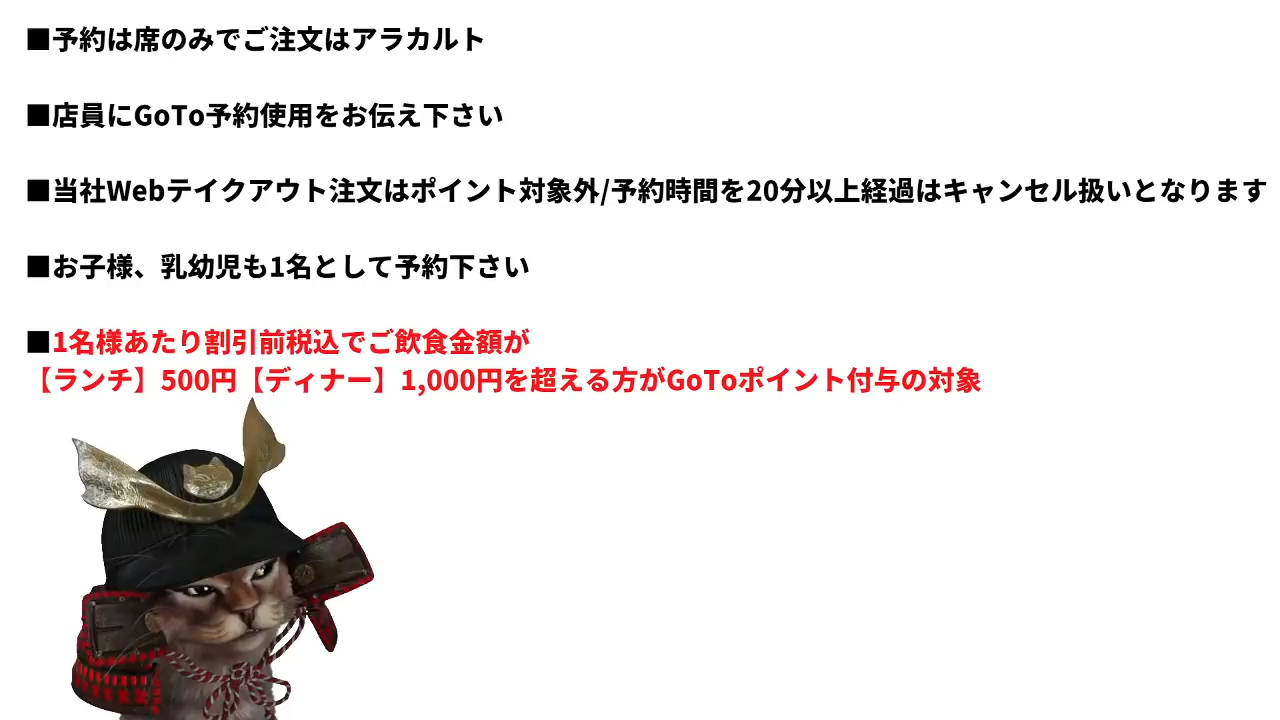 ■予約は席のみでご注文はアラカルト
■店員にGoTo予約使用をお伝え下さい
■当社Webテイクアウト注文はポイント対象外/予約時間を20分以上経過はキャンセル扱いとなります
■お子様、乳幼児も1名として予約下さい
■1名様あたり割引前税込でご飲食金額が
【ランチ】500円【ディナー】1,000円を超える方がGoToポイント付与の対象